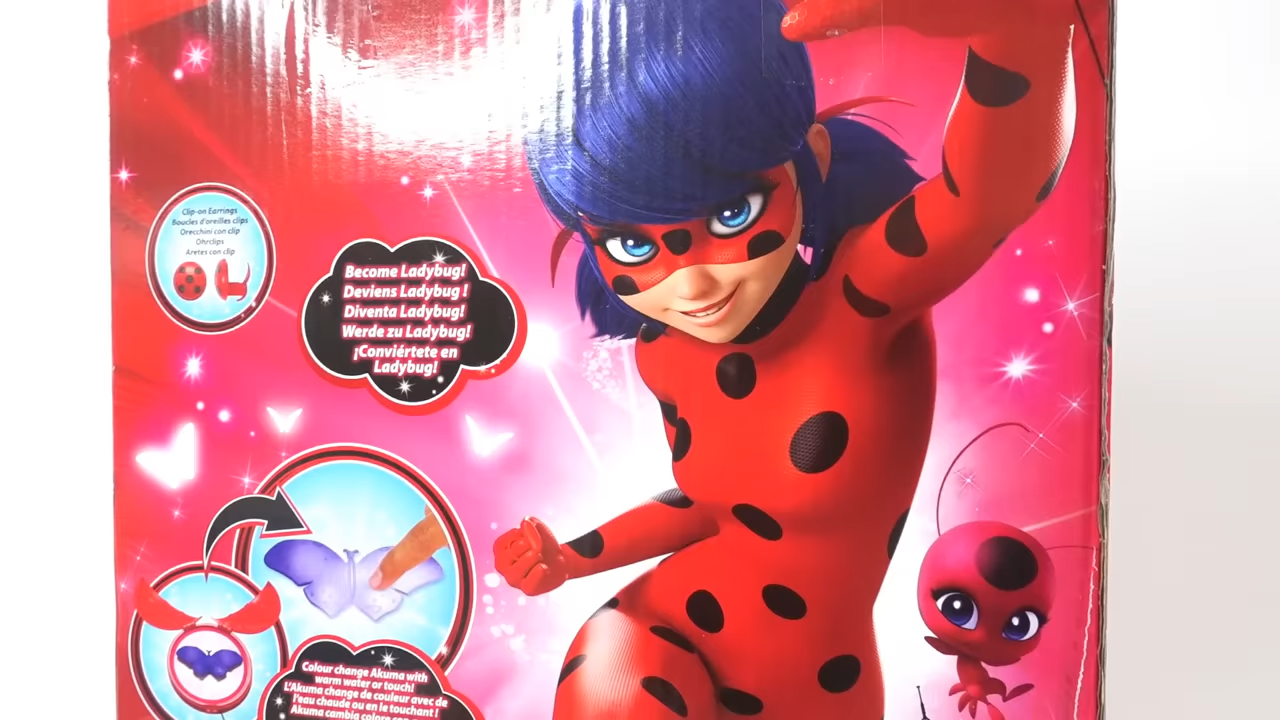 Clip-on Earrings
Boucles d'oreilles clips
Orecchini con clip
Ohrclips
Aretes con clip
Become Ladybug!
Deviens Ladybug !
Diventa Ladybug!
Werde zu Ladybug!
¡Conviértete en
Ladybug!
Colour change Akuma with
warm water or touch!
L'Akuma change de couleur avec de
l'eau chaude ou en le touchant !
Akuma cambia colore con